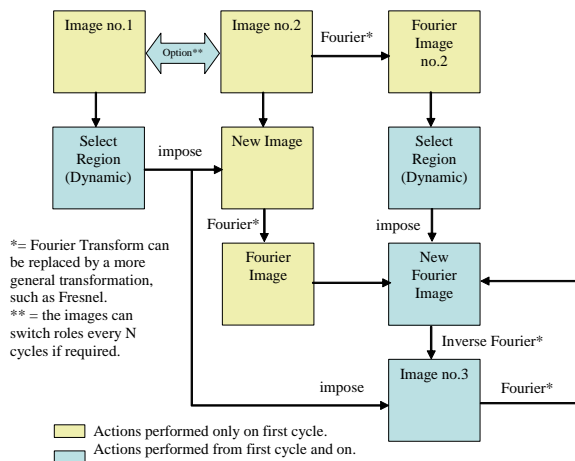 Image no.1
Option**
Image no.2
Fourier*
Fourier
Image
no.2
Select
Region
(Dynamic)
impose
New Image
Select
Region
(Dynamic)
Fourier*
impose
*= Fourier Transform can
be replaced by a more
general transformation,
such as Fresnel.
** = the images can
switch roles every N
cycles if required.
Fourier
Image
New
Fourier
Image
Inverse Fourier*
impose
Image no.3
Fourier*
Actions performed only on first cycle.
Actions performed from first cycle and on.